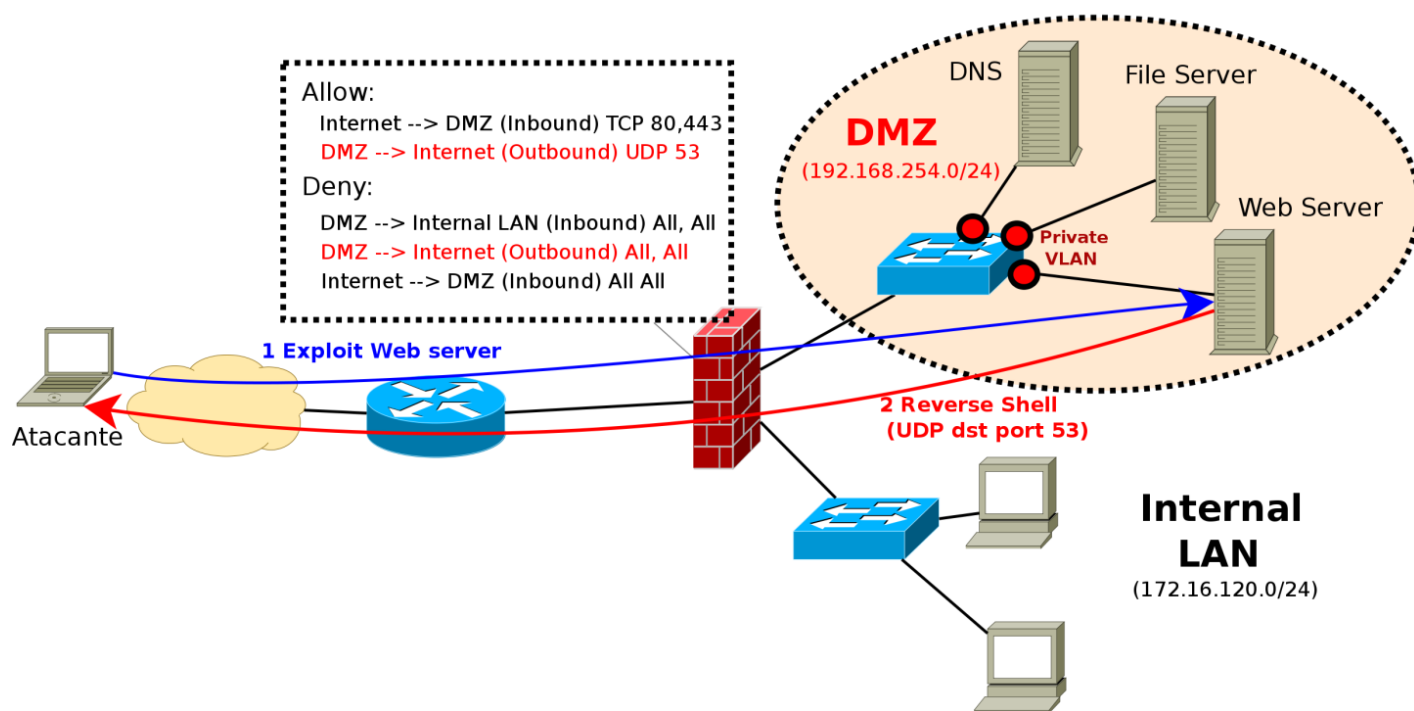 Allow:
Internet --> DMZ (Inbound) TCP 80,443
DMZ --> Internet (Outbound) UDP 53
Deny:
DMZ --> Internal LAN (Inbound) All, All
DMZ --> Internet (Outbound) All, All
Internet --> DMZ (Inbound) All All
DNS
File Server
DMZ
(192.168.254.0/24)
Web Server
Private
VLAN
1 Exploit Web server
2 Reverse Shell
(UDP dst port 53)
Atacante
Internal
LAN
(172.16.120.0/24)